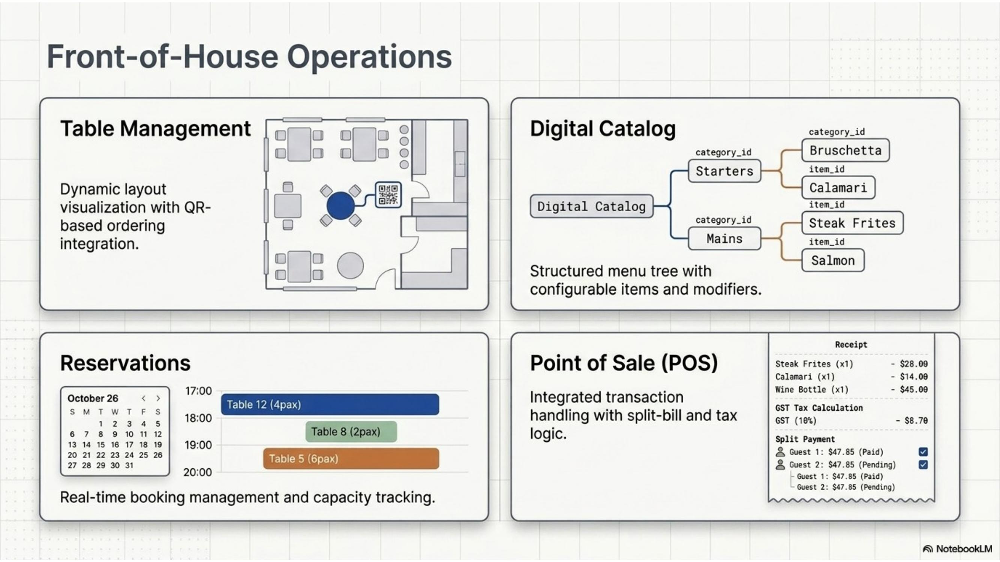 Front-of-House Operations
Table Management
Dynamic layout
visualization with QR-
based ordering
integration.
Digital Catalog
Digital Catalog
category_id
Starters
category_id
Mains
category_id
Bruschetta
item_id
Calamari
item_id
Steak Frites
item_id
Salmon
Structured menu tree with
configurable items and modifiers.
Reservations
October 26 < >
S M T W T F S
1 2 3 4 5
6 7 8 9 10 11 12
13 14 15 16 17 18 19
20 21 22 23 24 25 26
27 28 29 30 31
17:00
Table 12 (4pax)
18:00
Table 8 (2pax)
19:00
Table 5 (6pax)
20:00
Real-time booking management and capacity tracking.
Point of Sale (POS)
Integrated transaction
handling with split-bill and tax
logic.
Receipt
Steak Frites (x1) - $28.00
Calamari (x1) - $14.00
Wine Bottle (x1) - $45.00
GST Tax Calculation
GST (10%) - $8.70
Split Payment
Guest 1: $47.85 (Paid)
Guest 2: $47.85 (Pending)
Guest 1: $47.85 (Paid)
Guest 2: $47.85 (Pending)
NotebookLM